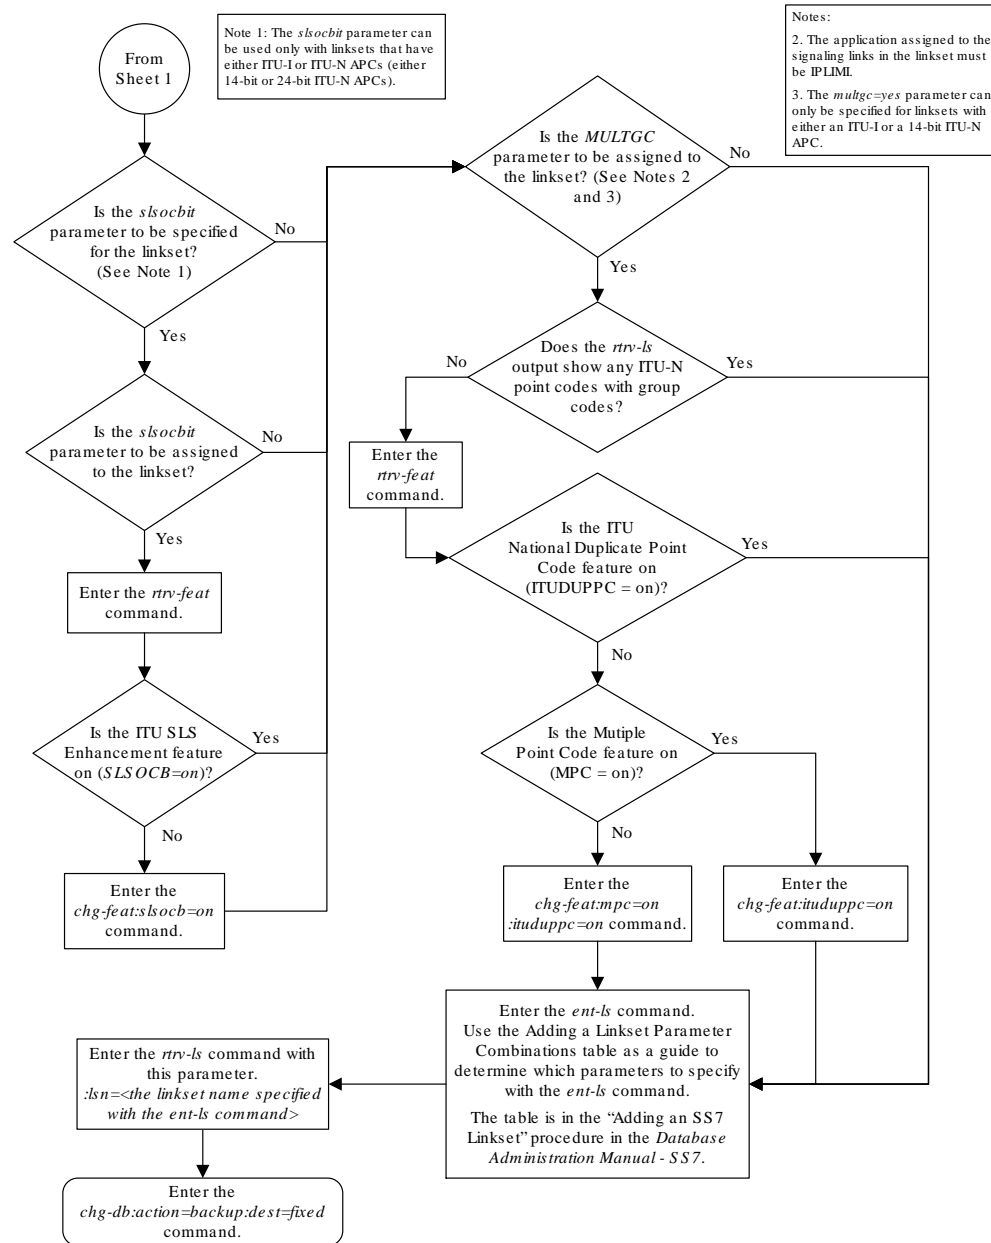 From
Sheet 1
Note 1: The slsocbit parameter can
be used only with linksets that have
either ITU-I or ITU-N APCs (either
14-bit or 24-bit ITU-N APCs).
Notes:
2. The application assigned to the
signaling links in the linkset must
be IPLIMI.
3. The multgc=yes parameter can
only be specified for linksets with
either an ITU-I or a 14-bit ITU-N
APC.
Is the slsocbit
parameter to be specified
for the linkset?
(See Note 1)
No
Yes
Is the slsocbit
parameter to be assigned
to the linkset?
No
Yes
Enter the rtrv-feat
command.
Is the ITU SLS
Enhancement feature
on (SLSOCB=on)?
Yes
No
Enter the
chg-feat:slsocb=on
command.
Is the MULTGC
parameter to be assigned to
the linkset? (See Notes 2
and 3)
No
Yes
Does the rtrv-ls
output show any ITU-N
point codes with group
codes?
No
Yes
Enter the
rtrv-feat
command.
Is the ITU
National Duplicate Point
Code feature on
(ITUDUPPC = on)?
Yes
No
Is the Mutiple
Point Code feature on
(MPC = on)?
Yes
No
Enter the
chg-feat:mpc=on
:ituduppc=on command.
Enter the
chg-feat:ituduppc=on
command.
Enter the ent-ls command.
Use the Adding a Linkset Parameter
Combinations table as a guide to
determine which parameters to specify
with the ent-ls command.
The table is in the “Adding an SS7
Linkset” procedure in the Database
Administration Manual - SS7.
Enter the rtrv-ls command with
this parameter.
:lsn=<the linkset name specified
with the ent-ls command>
Enter the
chg-db:action=backup:dest=fixed
command.